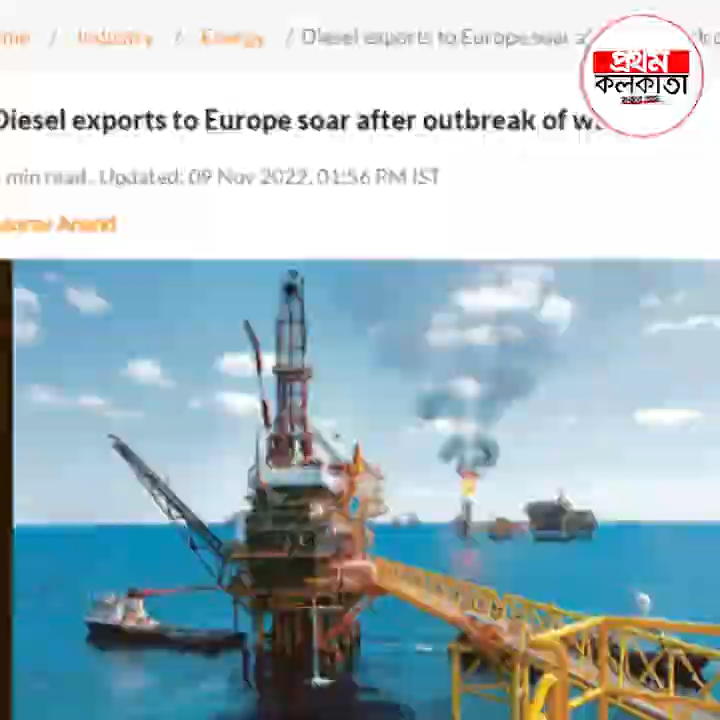 Industry / Energy / Diesel exports to Europe soar
প্রথম
কলকাতা
Diesel exports to Europe soar after outbreak of
min read. Updated: 09 Nov 2022, 01:56 PM IST
Anand